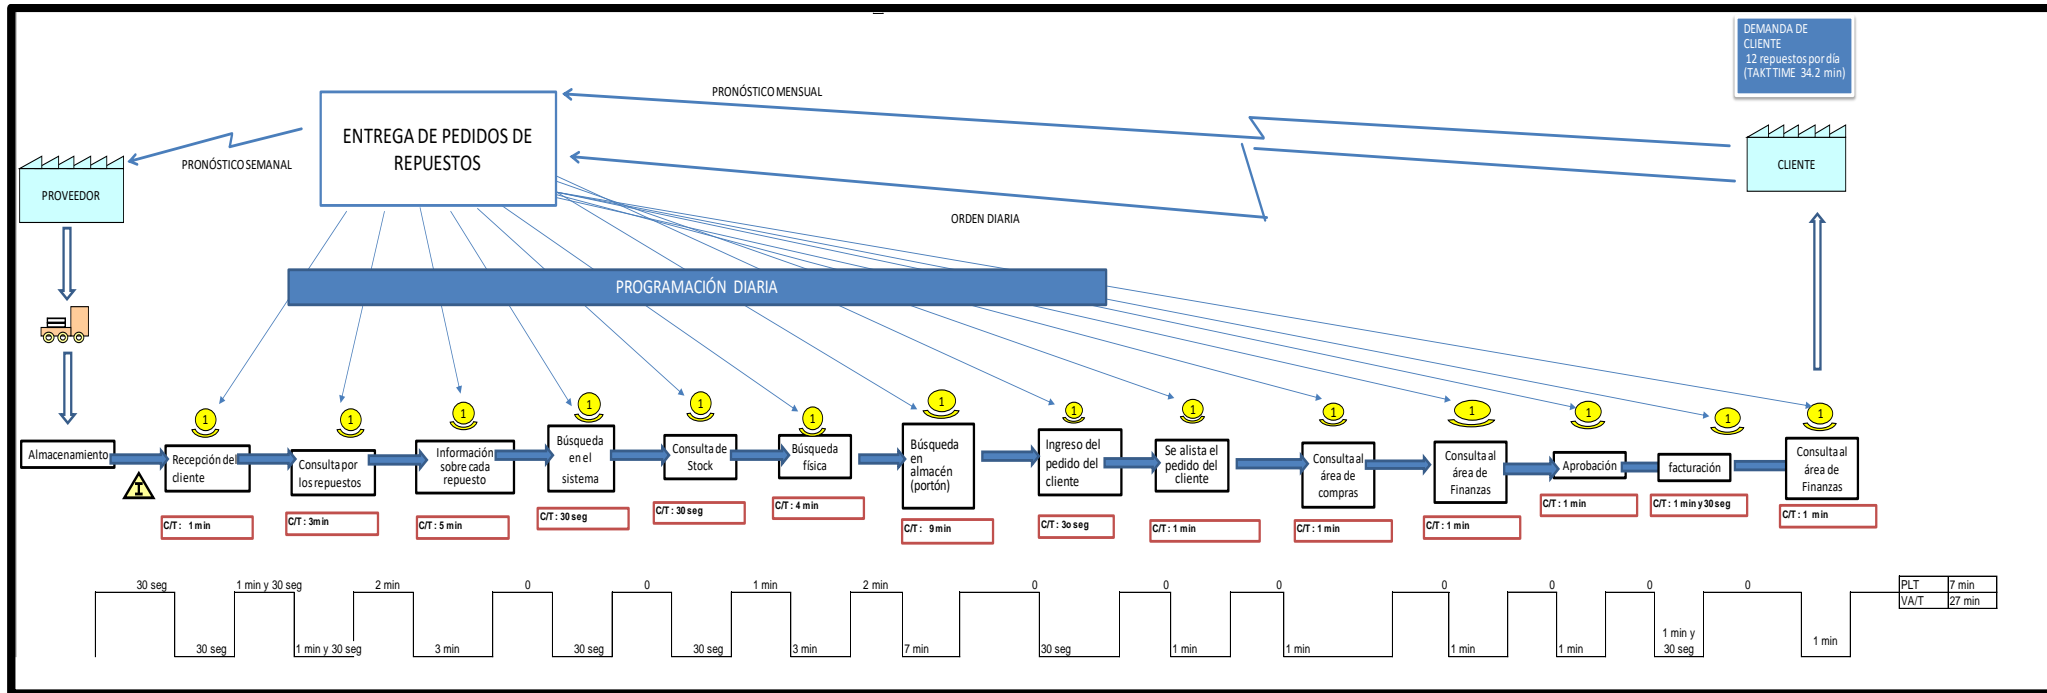 DEMANDA DE
CLIENTE
12 repuestos por día
(TAKT TIME 34.2 min)
PRONÓSTICO MENSUAL
ENTREGA DE PEDIDOS DE
REPUESTOS
PRONÓSTICO SEMANAL
PROVEEDOR
CLIENTE
ORDEN DIARIA
PROGRAMACIÓN DIARIA
1
1
1
1
1
1
1
1
1
1
1
1
1
1
Almacenamiento
I
Recepción del
cliente
Consulta por
los repuestos
Información
sobre cada
repuesto
Búsqueda
en el
sistema
Consulta de
Stock
Búsqueda
física
Búsqueda
en
almacén
(portón)
Ingreso del
pedido del
cliente
Se alista el
pedido del
cliente
Consulta al
área de
compras
Consulta al
área de
Finanzas
Aprobación
facturación
Consulta al
área de
Finanzas
C/T : 1 min
C/T : 3min
C/T : 5 min
C/T : 30 seg
C/T : 30 seg
C/T : 4 min
C/T : 9 min
C/T : 3o seg
C/T : 1 min
C/T : 1 min
C/T : 1 min
C/T : 1 min
C/T : 1 min y 30 seg
C/T : 1 min
30 seg
1 min y 30 seg
2 min
0
0
1 min
2 min
0
0
0
0
0
0
0
PLT 7 min
VA/T 27 min
30 seg
1 min y 30 seg
3 min
30 seg
30 seg
3 min
7 min
30 seg
1 min
1 min
1 min
1 min
1 min y
30 seg
1 min